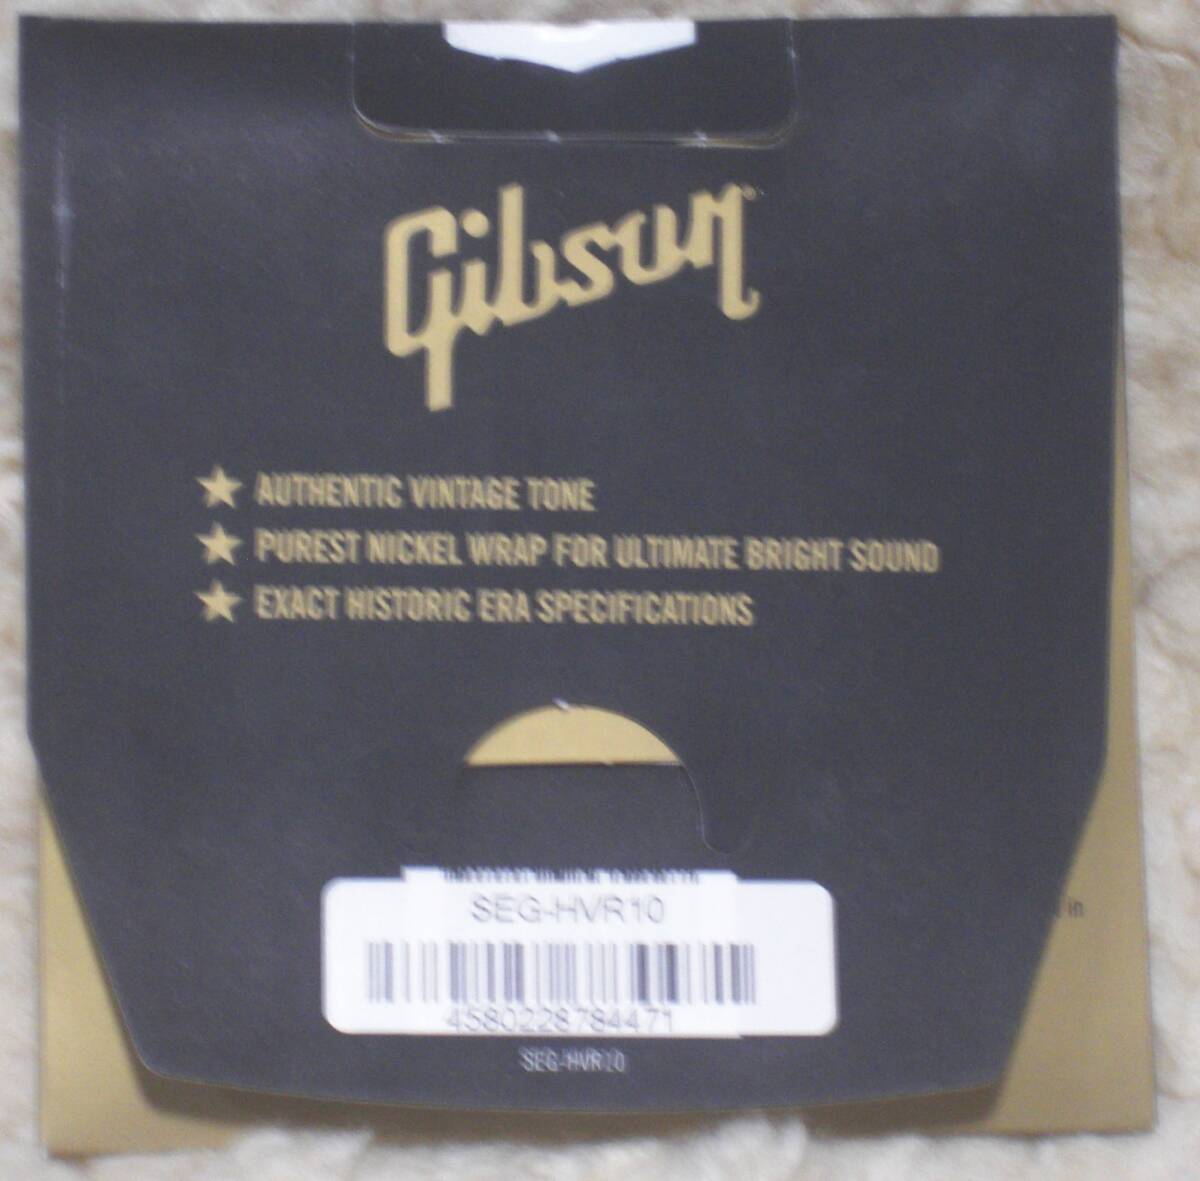 Gibson
★ AUTHENTIC VINTAGE TONE
★ PUREST NICKEL WRAP FOR ULTIMATE BRIGHT SOUND
★ EXACT HISTORIC ERA SPECIFICATIONS
in
SEG-HVR10
4580228784471
SEG-HVR10